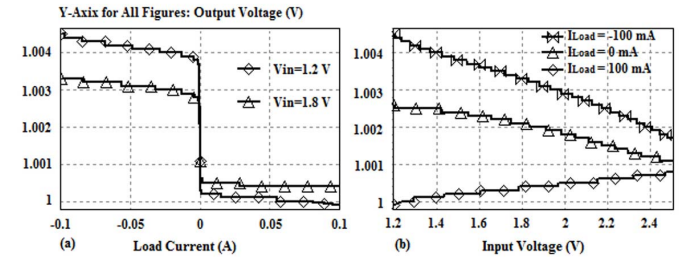 Y-Axis for All Figures: Output Voltage (V)
1.004
1.003
1.002
1.001
1
-0.1
-0.05
0
0.05
0.1
Vin=1.2 V
Vin=1.8 V
(a)
Load Current (A)
1.004
1.003
1.002
1.001
1
1.2
1.4
1.6
1.8
2
2.2
2.4
ILoad = -100 mA
ILoad = 0 mA
ILoad = 100 mA
(b)
Input Voltage (V)